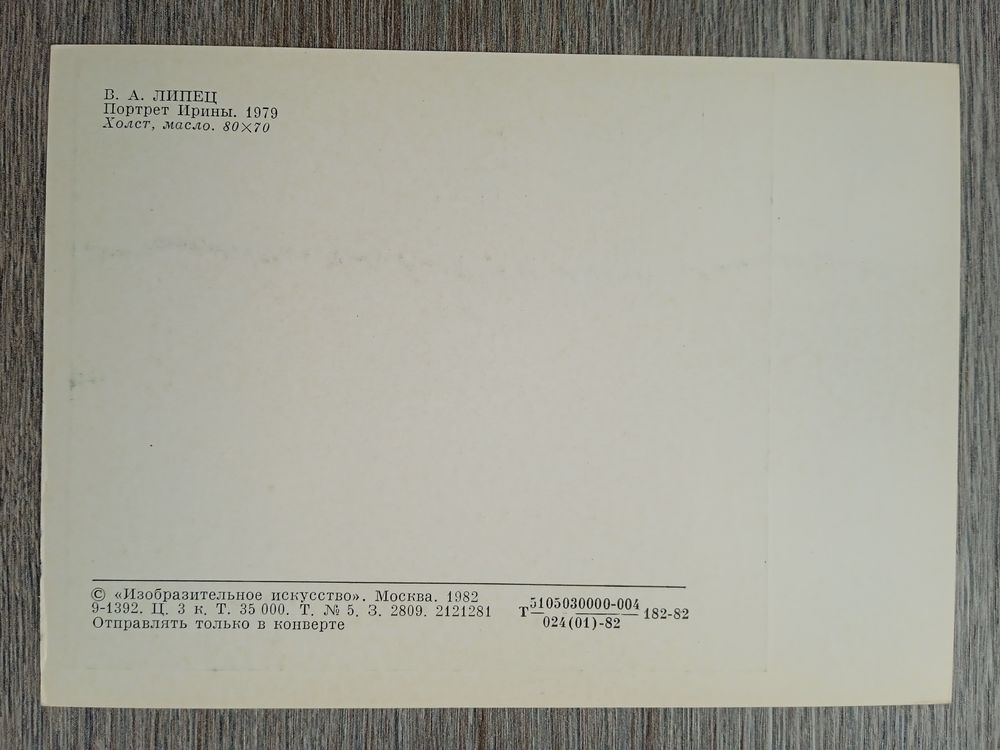 В. А. ЛИПЕЦ
Портрет Ирины. 1979
Холст, масло. 80×70
© «Изобразительное искусство». Москва. 1982
9-1392. Ц. 3 к. Т. 35 000. Т. № 5. З. 2809. 2121281
Отправлять только в конверте
Т 5105030000-004 182-82
024(01)-82